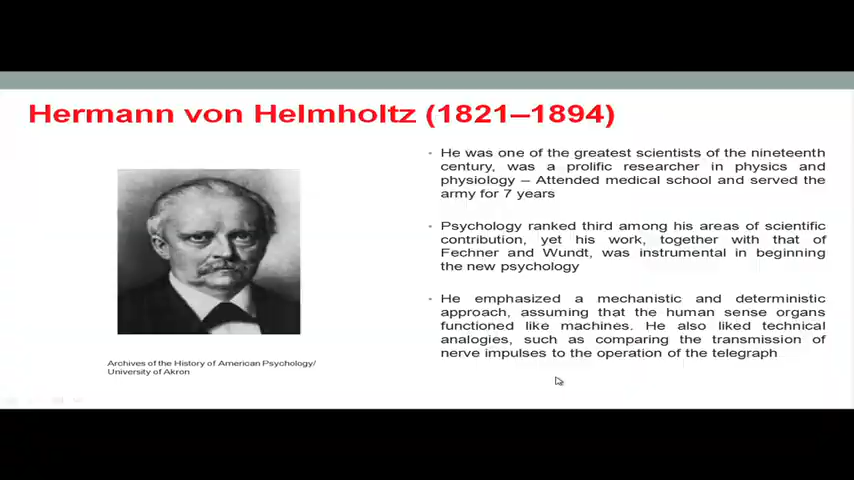 Hermann von Helmholtz (1821–1894)
• He was one of the greatest scientists of the nineteenth
century, was a prolific researcher in physics and
physiology – Attended medical school and served the
army for 7 years
• Psychology ranked third among his areas of scientific
contribution, yet his work, together with that of
Fechner and Wundt, was instrumental in beginning
the new psychology
• He emphasized a mechanistic and deterministic
approach, assuming that the human sense organs
functioned like machines. He also liked technical
analogies, such as comparing the transmission of
nerve impulses to the operation of the telegraph
Archives of the History of American Psychology/
University of Akron